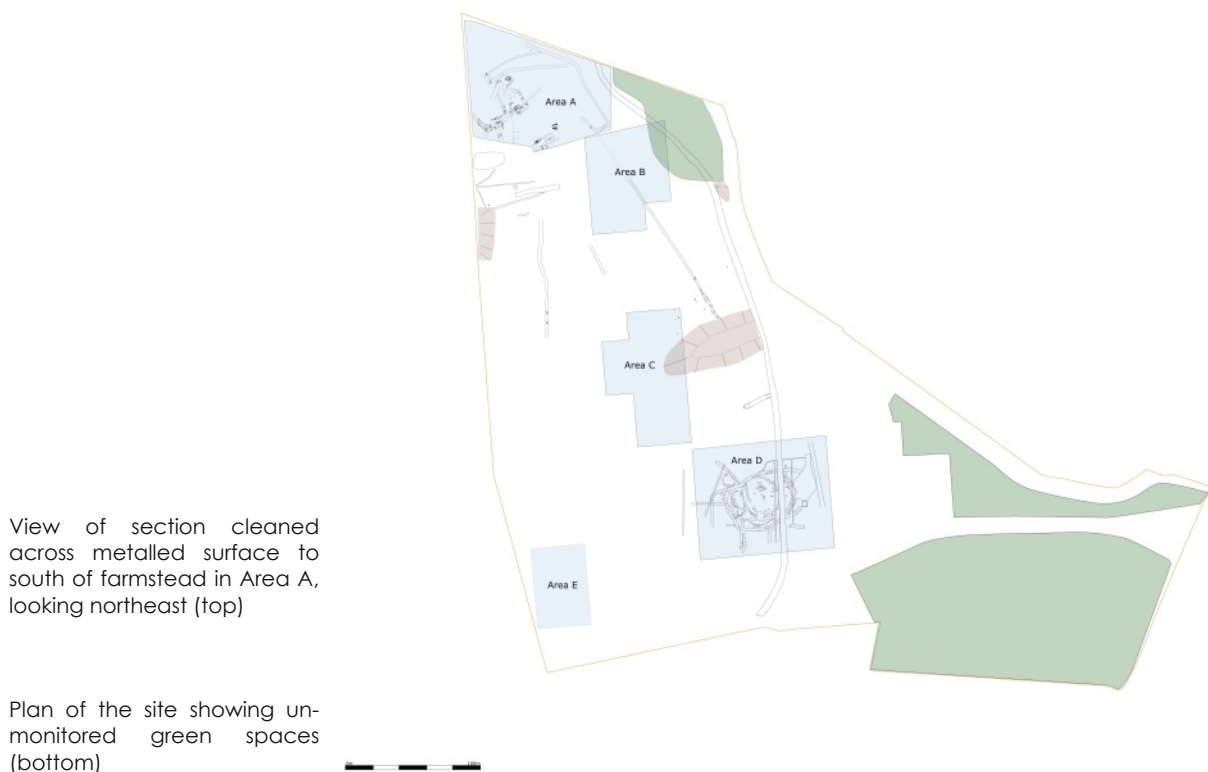 Area A
Area B
Area C
Area D
Area E
View of section cleaned
across metalled surface to
south of farmstead in Area A,
looking northeast (top)
Plan of the site showing un-
monitored green spaces
(bottom)